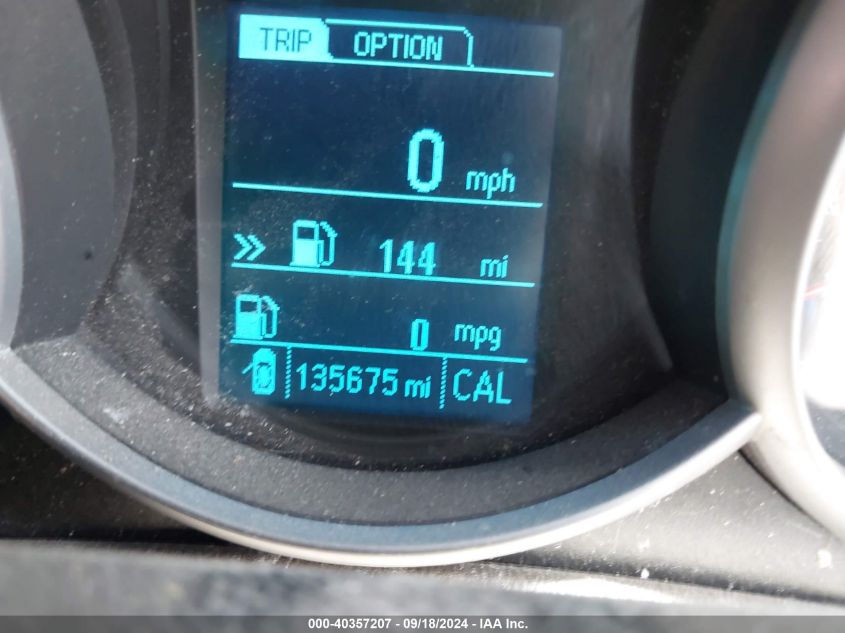 TRIP OPTION
0 mph
» 144 mi
0 mpg
135675 mi CAL
000-40357207 - 09/18/2024 - IAA Inc.